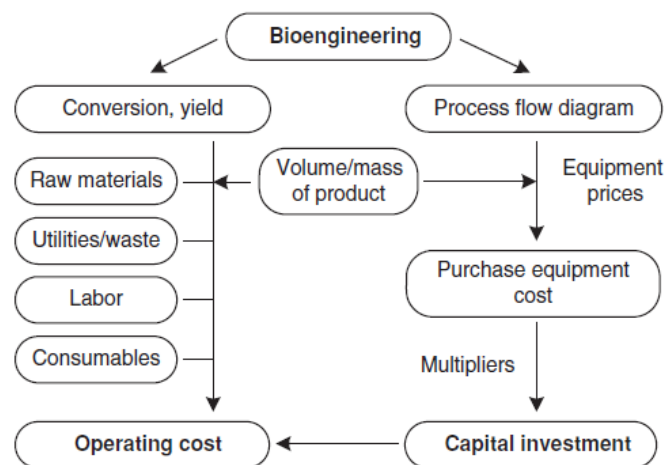 Bioengineering
Conversion, yield
Process flow diagram
Raw materials
Volume/mass
of product
Equipment
prices
Utilities/waste
Purchase equipment
cost
Labor
Consumables
Multipliers
Operating cost
Capital investment